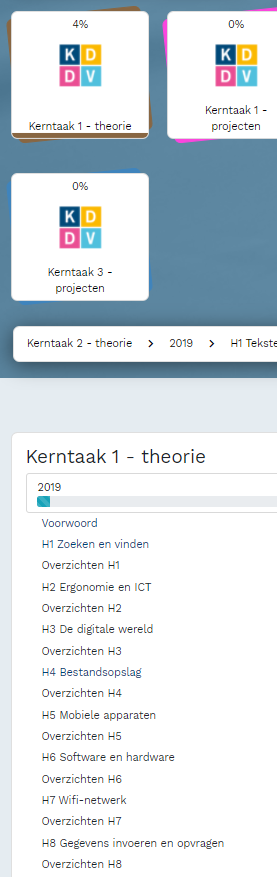 4%
0%
K D
D V
K D
D V
Kerntaak 1 - theorie
Kerntaak 1 -
projecten
0%
K D
D V
Kerntaak 3 -
projecten
Kerntaak 2 - theorie > 2019 > H1 Tekste
Kerntaak 1 - theorie
2019
Voorwoord
H1 Zoeken en vinden
Overzichten H1
H2 Ergonomie en ICT
Overzichten H2
H3 De digitale wereld
Overzichten H3
H4 Bestandsopslag
Overzichten H4
H5 Mobiele apparaten
Overzichten H5
H6 Software en hardware
Overzichten H6
H7 Wifi-netwerk
Overzichten H7
H8 Gegevens invoeren en opvragen
Overzichten H8